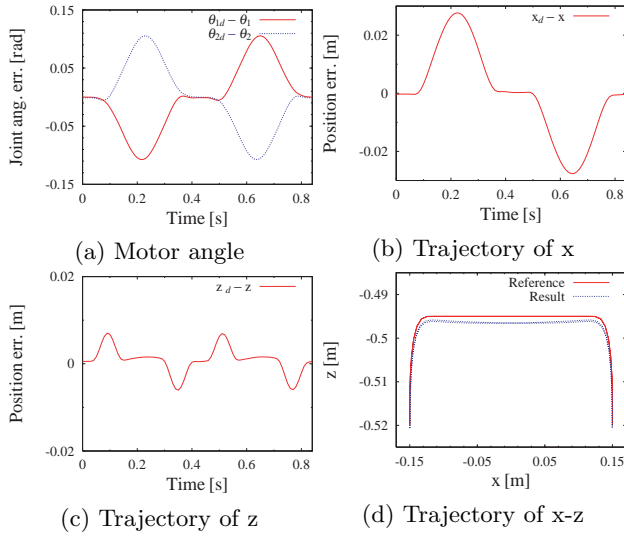 θ1d − θ1
θ2d − θ2
Joint ang. err. [rad]
0.15
0.05
-0.05
-0.15
0 0.2 0.4 0.6 0.8
Time [s]
(a) Motor angle
xd − x
Position err. [m]
0.02
0
-0.02
0 0.2 0.4 0.6 0.8
Time [s]
(b) Trajectory of x
z d − z
Position err. [m]
0.02
0
-0.02
0 0.2 0.4 0.6 0.8
Time [s]
(c) Trajectory of z
Reference
Result
z [m]
-0.49
-0.5
-0.51
-0.52
-0.15 -0.05 0.05 0.15
x [m]
(d) Trajectory of x-z